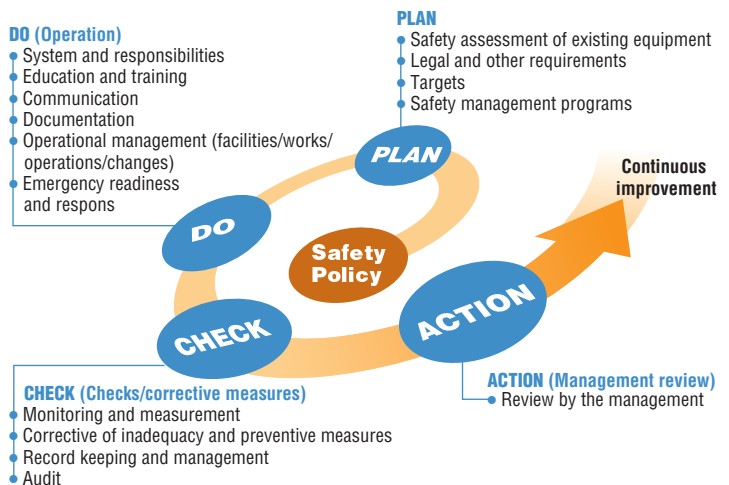 DO (Operation)
System and responsibilities
Education and training
Communication
Documentation
Operational management (facilities/works/
operations/changes)
Emergency readiness
and respons
PLAN
Safety assessment of existing equipment
Legal and other requirements
Targets
Safety management programs
PLAN
DO
Safety
Policy
CHECK
ACTION
Continuous
improvement
CHECK (Checks/corrective measures)
Monitoring and measurement
Corrective of inadequacy and preventive measures
Record keeping and management
Audit
ACTION (Management review)
Review by the management